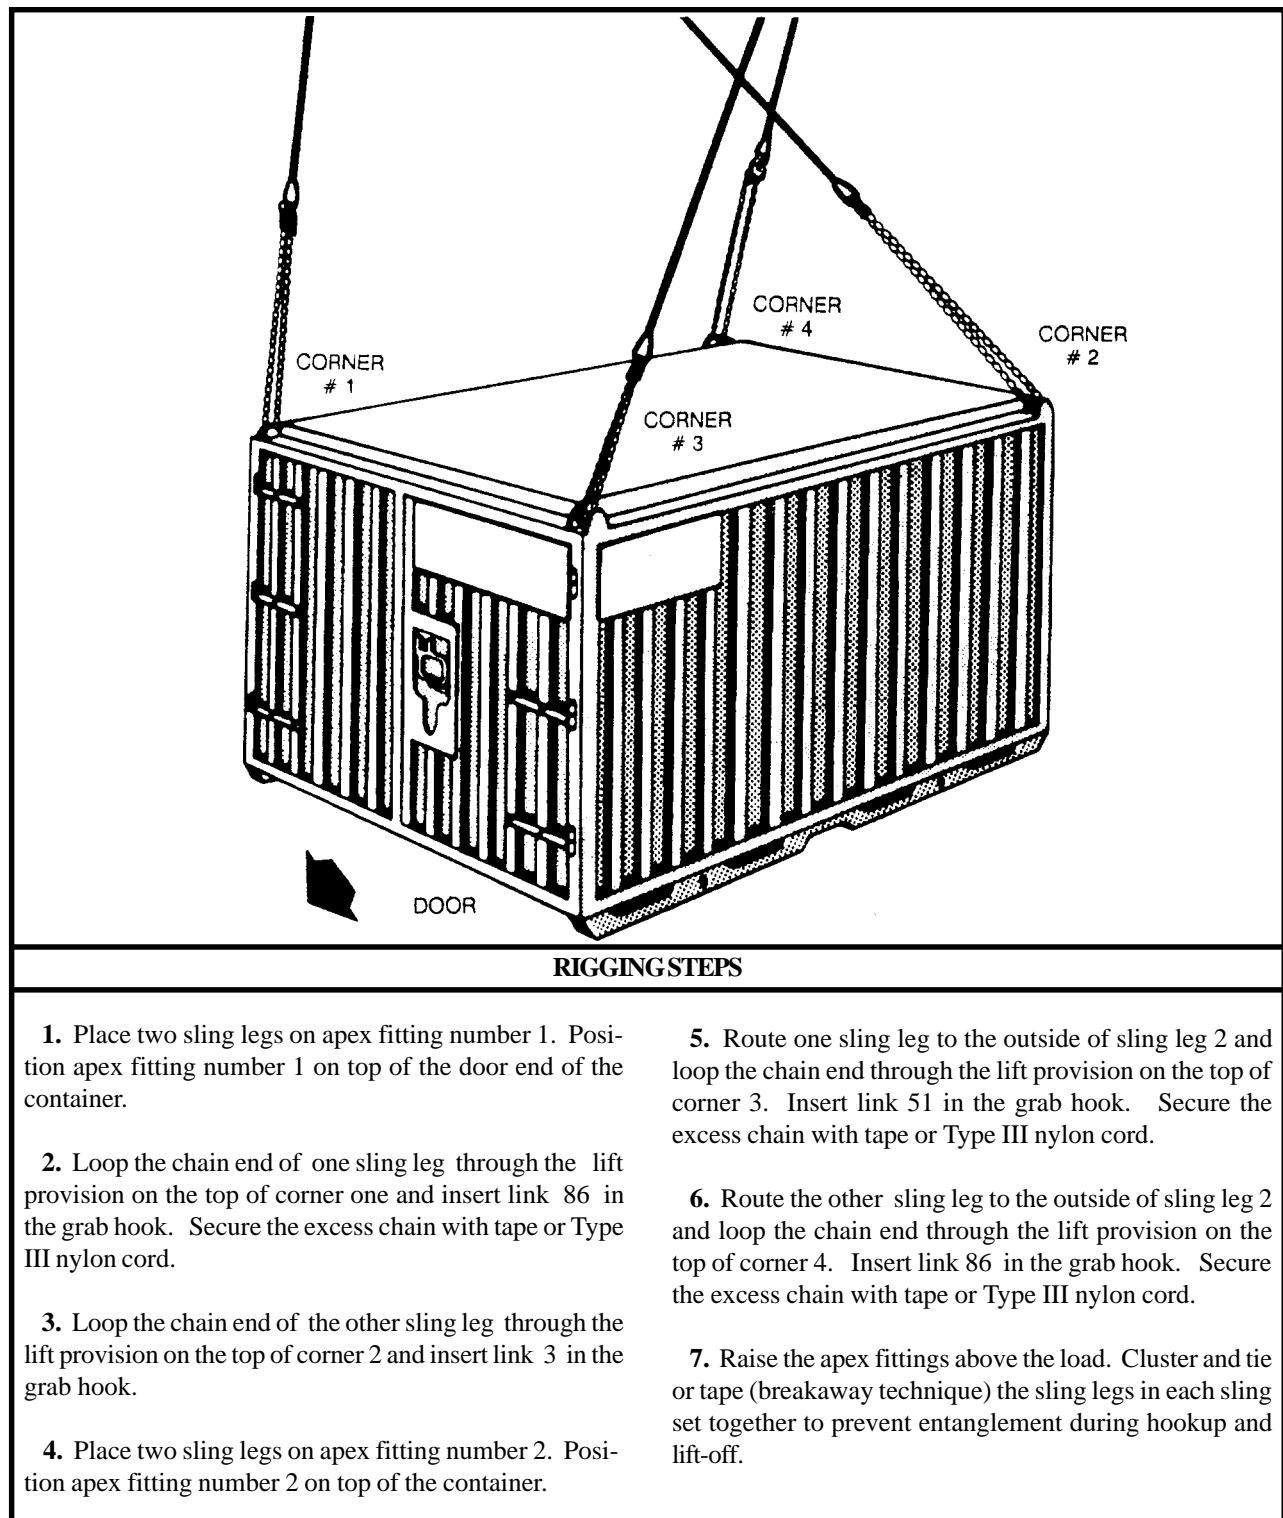 CORNER
# 4
CORNER
# 2
CORNER
# 1
CORNER
# 3
DOOR
RIGGING STEPS
1. Place two sling legs on apex fitting number 1. Posi-
tion apex fitting number 1 on top of the door end of the
container.
2. Loop the chain end of one sling leg through the lift
provision on the top of corner one and insert link 86 in
the grab hook. Secure the excess chain with tape or Type
III nylon cord.
3. Loop the chain end of the other sling leg through the
lift provision on the top of corner 2 and insert link 3 in the
grab hook.
4. Place two sling legs on apex fitting number 2. Posi-
tion apex fitting number 2 on top of the container.
5. Route one sling leg to the outside of sling leg 2 and
loop the chain end through the lift provision on the top of
corner 3. Insert link 51 in the grab hook. Secure the
excess chain with tape or Type III nylon cord.
6. Route the other sling leg to the outside of sling leg 2
and loop the chain end through the lift provision on the
top of corner 4. Insert link 86 in the grab hook. Secure
the excess chain with tape or Type III nylon cord.
7. Raise the apex fittings above the load. Cluster and tie
or tape (breakaway technique) the sling legs in each sling
set together to prevent entanglement during hookup and
lift-off.